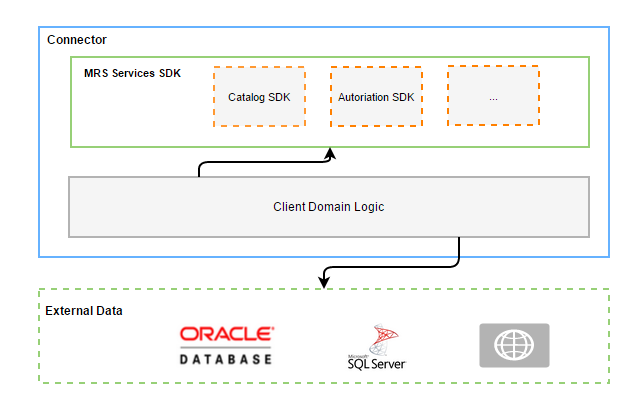 Connector
MRS Services SDK
Catalog SDK
Autoriation SDK
...
Client Domain Logic
External Data
ORACLE
DATABASE
Microsoft
SQL Server